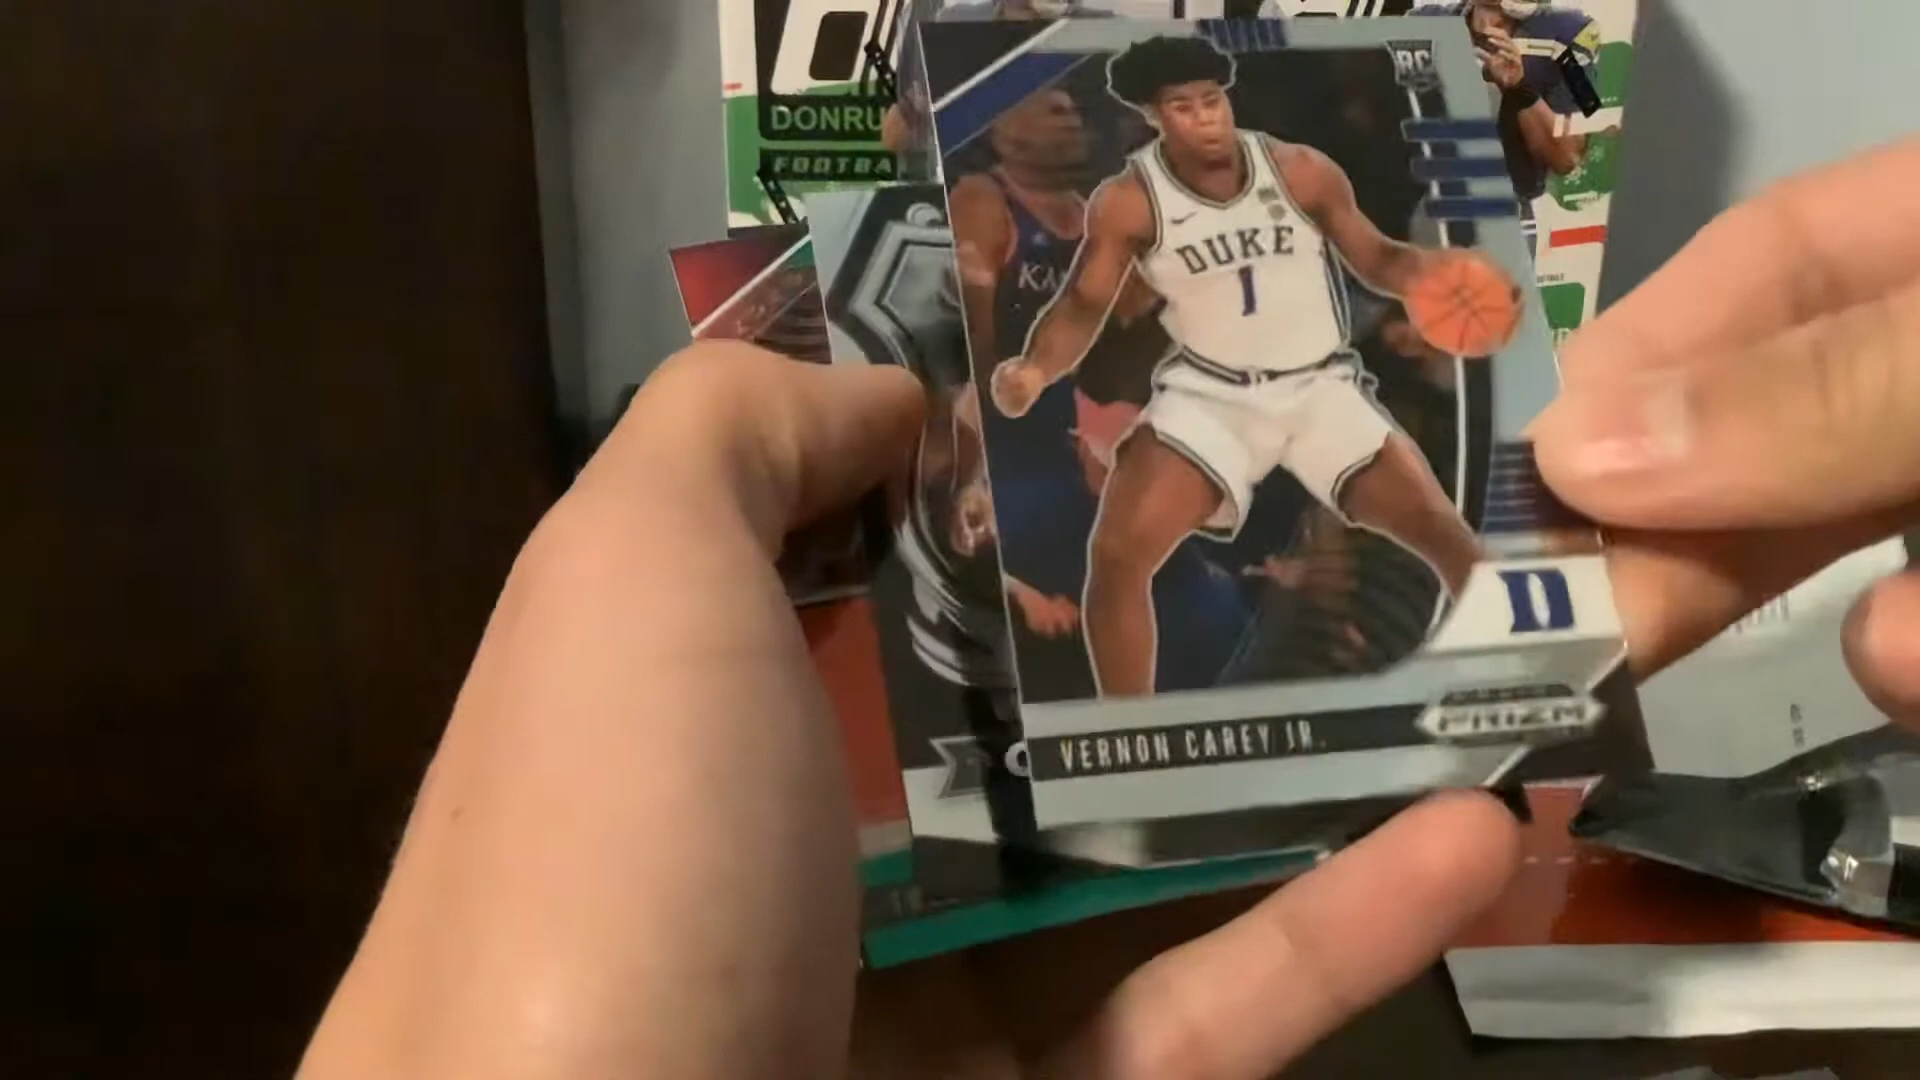 DONRU
FOOTBA
RC
KA
DUKE
1
D
PRIZM
VERNON CAREY JR.